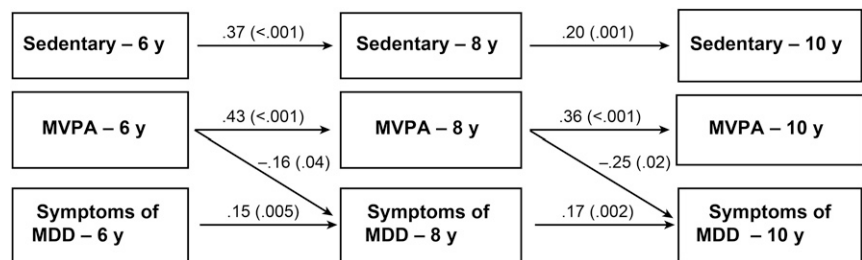 Sedentary – 6 y
.37 (<.001)
Sedentary – 8 y
.20 (.001)
Sedentary – 10 y
MVPA – 6 y
.43 (<.001)
MVPA – 8 y
.36 (<.001)
MVPA – 10 y
–.16 (.04)
–.25 (.02)
Symptoms of
MDD – 6 y
.15 (.005)
Symptoms of
MDD – 8 y
.17 (.002)
Symptoms of
MDD – 10 y